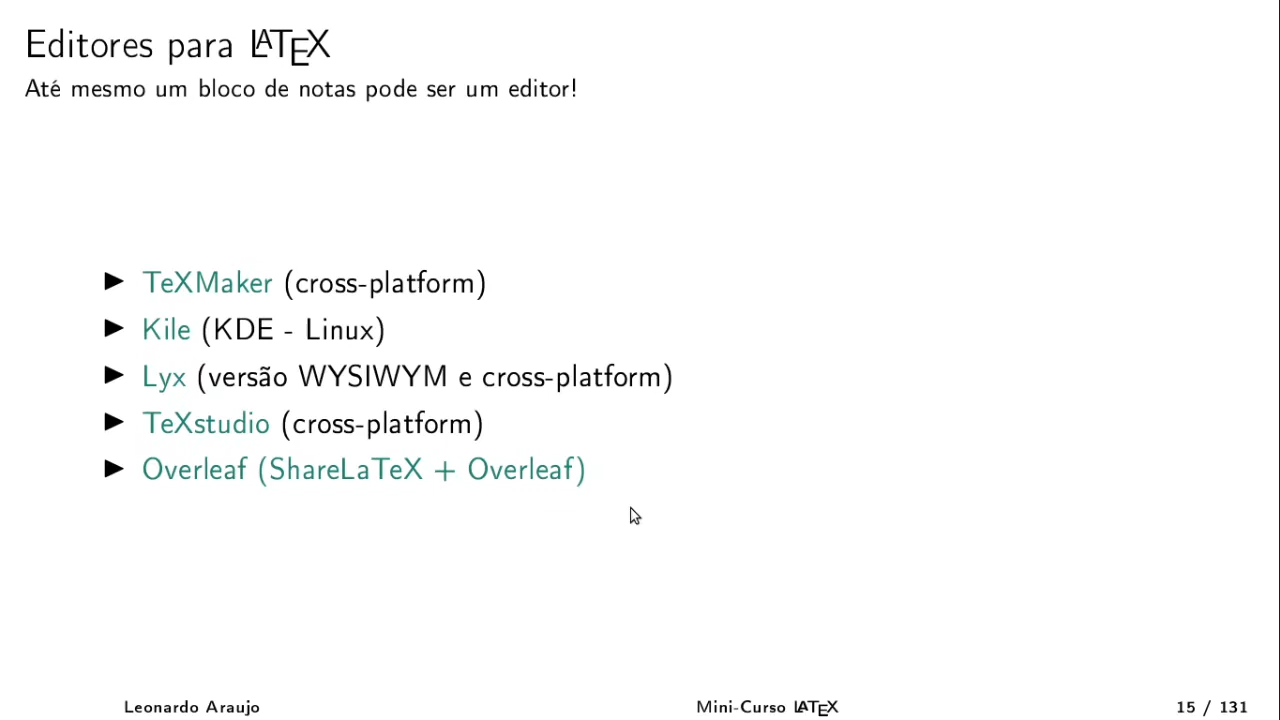 Editores para LATEX
Até mesmo um bloco de notas pode ser um editor!
▶ TeXMaker (cross-platform)
▶ Kile (KDE - Linux)
▶ Lyx (versão WYSIWYM e cross-platform)
▶ TeXstudio (cross-platform)
▶ Overleaf (ShareLaTeX + Overleaf)
Leonardo Araujo Mini-Curso LATEX 15 / 131